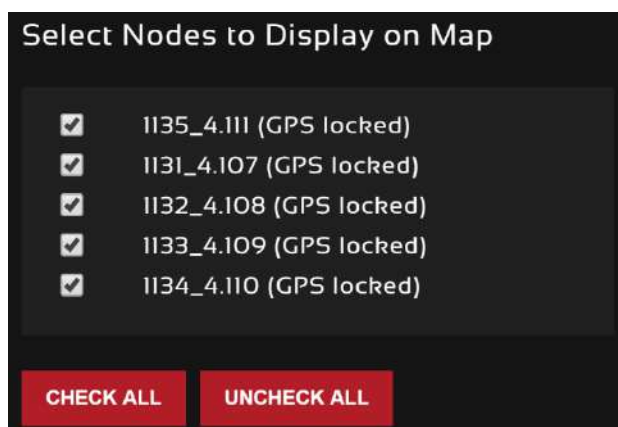 Select Nodes to Display on Map
1135_4.111 (GPS locked)
1131_4.107 (GPS locked)
1132_4.108 (GPS locked)
1133_4.109 (GPS locked)
1134_4.110 (GPS locked)
CHECK ALL UNCHECK ALL